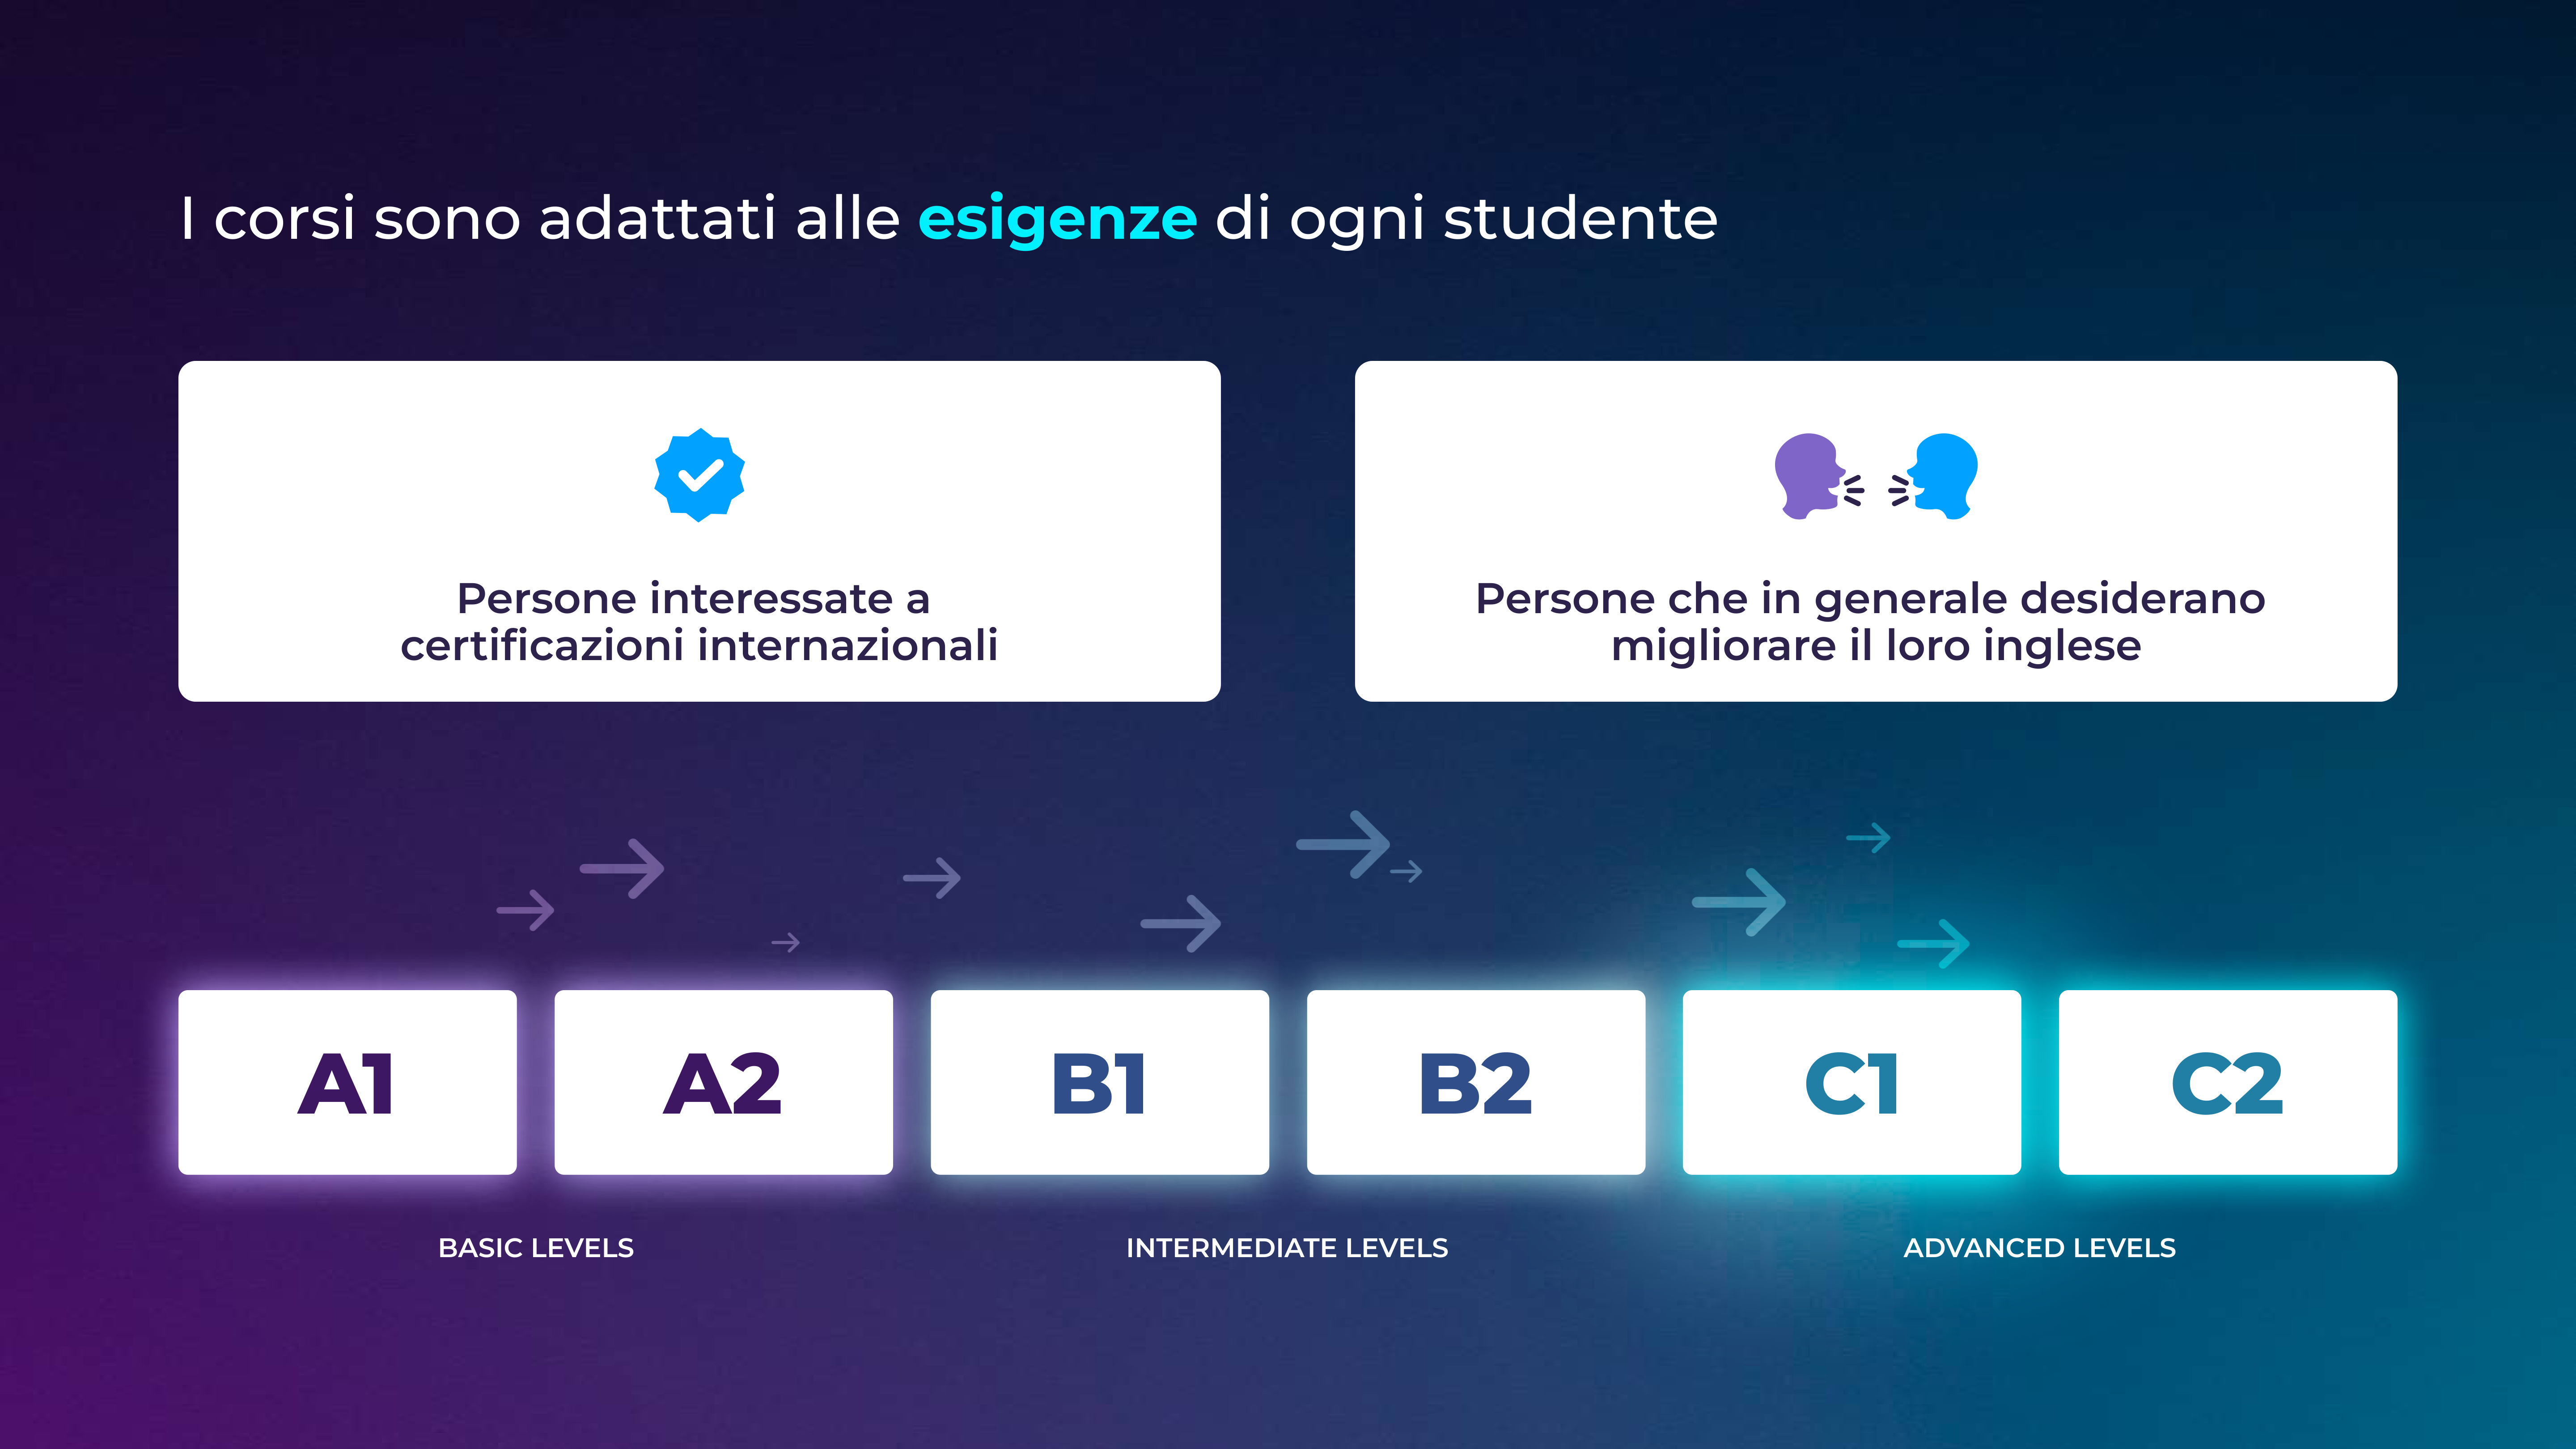 I corsi sono adattati alle esigenze di ogni studente
Persone interessate a
certificazioni internazionali
Persone che in generale desiderano
migliorare il loro inglese
A1
A2
B1
B2
C1
C2
BASIC LEVELS
INTERMEDIATE LEVELS
ADVANCED LEVELS